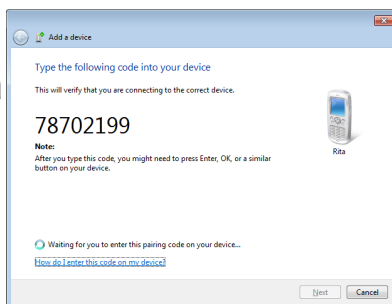 Add a device
Type the following code into your device
This will verify that you are connecting to the correct device.
78702199
Note:
After you type this code, you might need to press Enter, OK, or a similar
button on your device.
Rita
Waiting for you to enter this pairing code on your device...
How do I enter this code on my device?
Next
Cancel